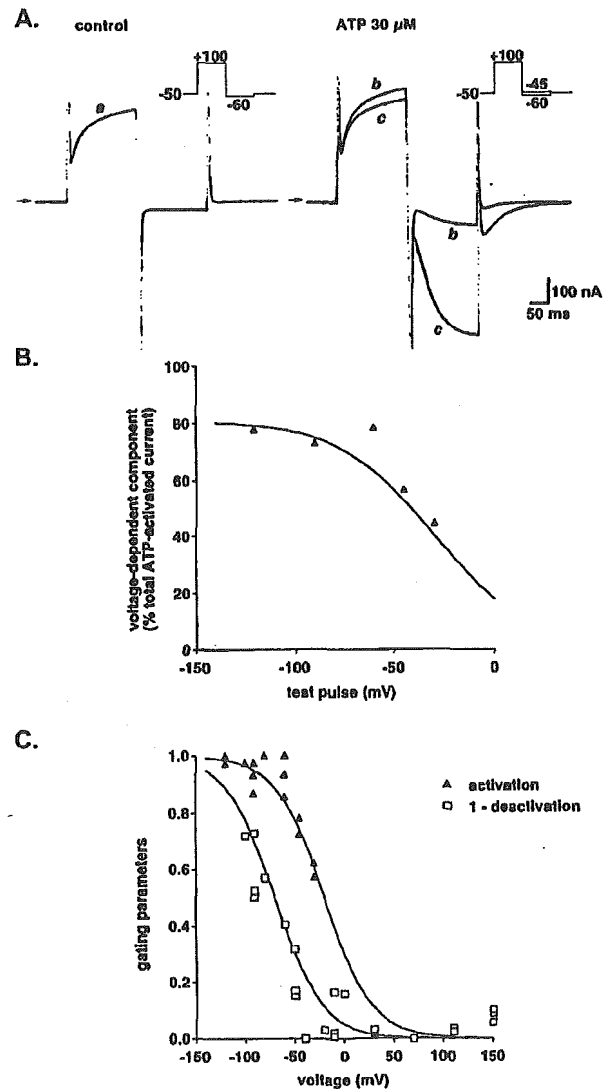 A.
control
ATP 30 µM
+100
-50
-60
+100
-50
-45
-60
a
b
c
b
c
100 nA
50 ms
B.
voltage-dependent component
(% total ATP-activated current)
100
80
60
40
20
0
-150
-100
-50
0
test pulse (mV)
C.
gating parameters
1.0
0.8
0.6
0.4
0.2
0.0
activation
1 - deactivation
-150
-100
-50
0
50
100
150
voltage (mV)